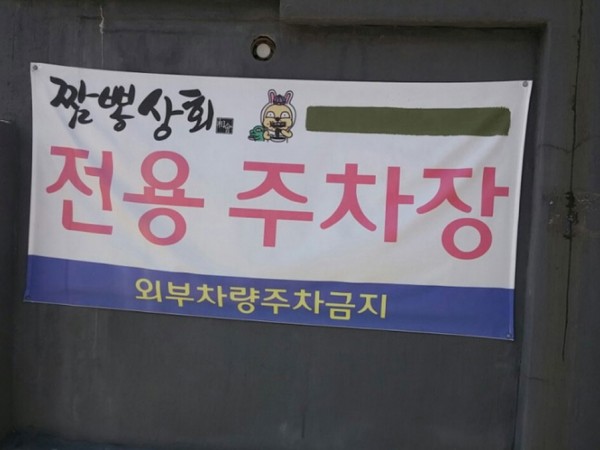 짬뽕상회
전용 주차장
외부차량주차금지